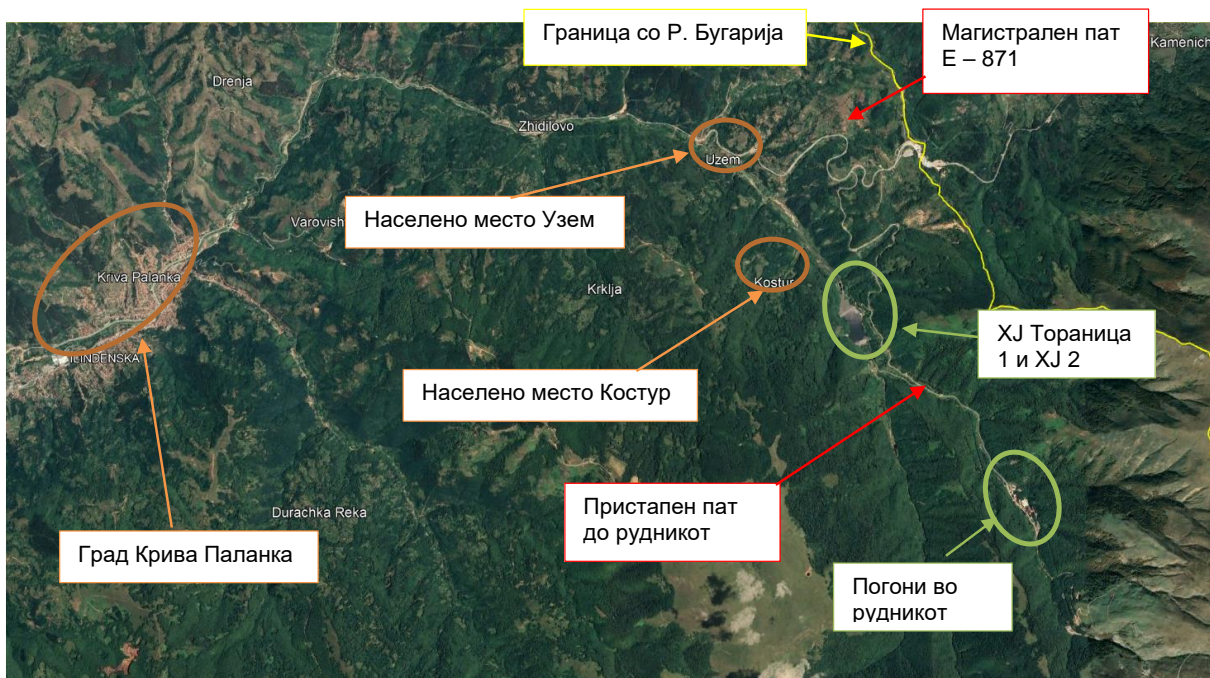 Граница со Р. Бугарија
Магистрален пат
Е – 871
Kamenich
Drenja
Zhidilovo
Uzem
Населено место Узем
Varovish
Kriva Palanka
Kostur
Krklja
ХЈ Тораница
1 и ХЈ 2
ILINDENSKA
Населено место Костур
Пристапен пат
до рудникот
Durachka Reka
Град Крива Паланка
Погони во
рудникот